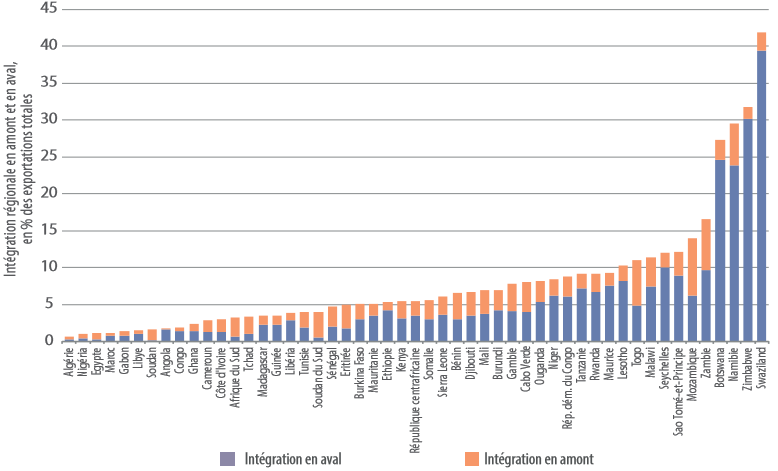 Intégration régionale en amont et en aval,
en % des exportations totales
45
40
35
30
25
20
15
10
5
0
Algérie
Nigéria
Egypte
Maroc
Gabon
Libye
Soudan
Angola
Congo
Ghana
Cameroun
Côte d'Ivoire
Afrique du Sud
Tchad
Madagascar
Guinée
Libéria
Tunisie
Soudan du Sud
Sénégal
Eritrée
Burkina Faso
Mauritanie
Ethiopie
Kenya
République centrafricaine
Somalie
Sierra Leone
Bénin
Djibouti
Mali
Burundi
Gambie
Cabo Verde
Ouganda
Niger
Rép. dém. du Congo
Tanzanie
Rwanda
Maurice
Lesotho
Togo
Malawi
Seychelles
Sao Tomé-et-Principe
Mozambique
Zambie
Botswana
Namibie
Zimbabwe
Swaziland
Intégration en aval
Intégration en amont